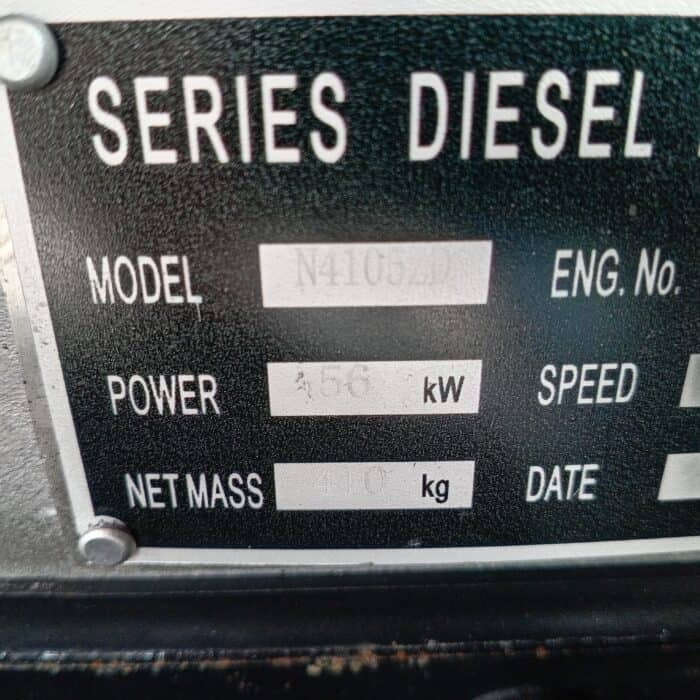 SERIES DIESEL
MODEL N4105ZD ENG. No.
POWER 56 kW SPEED
NET MASS 410 kg DATE